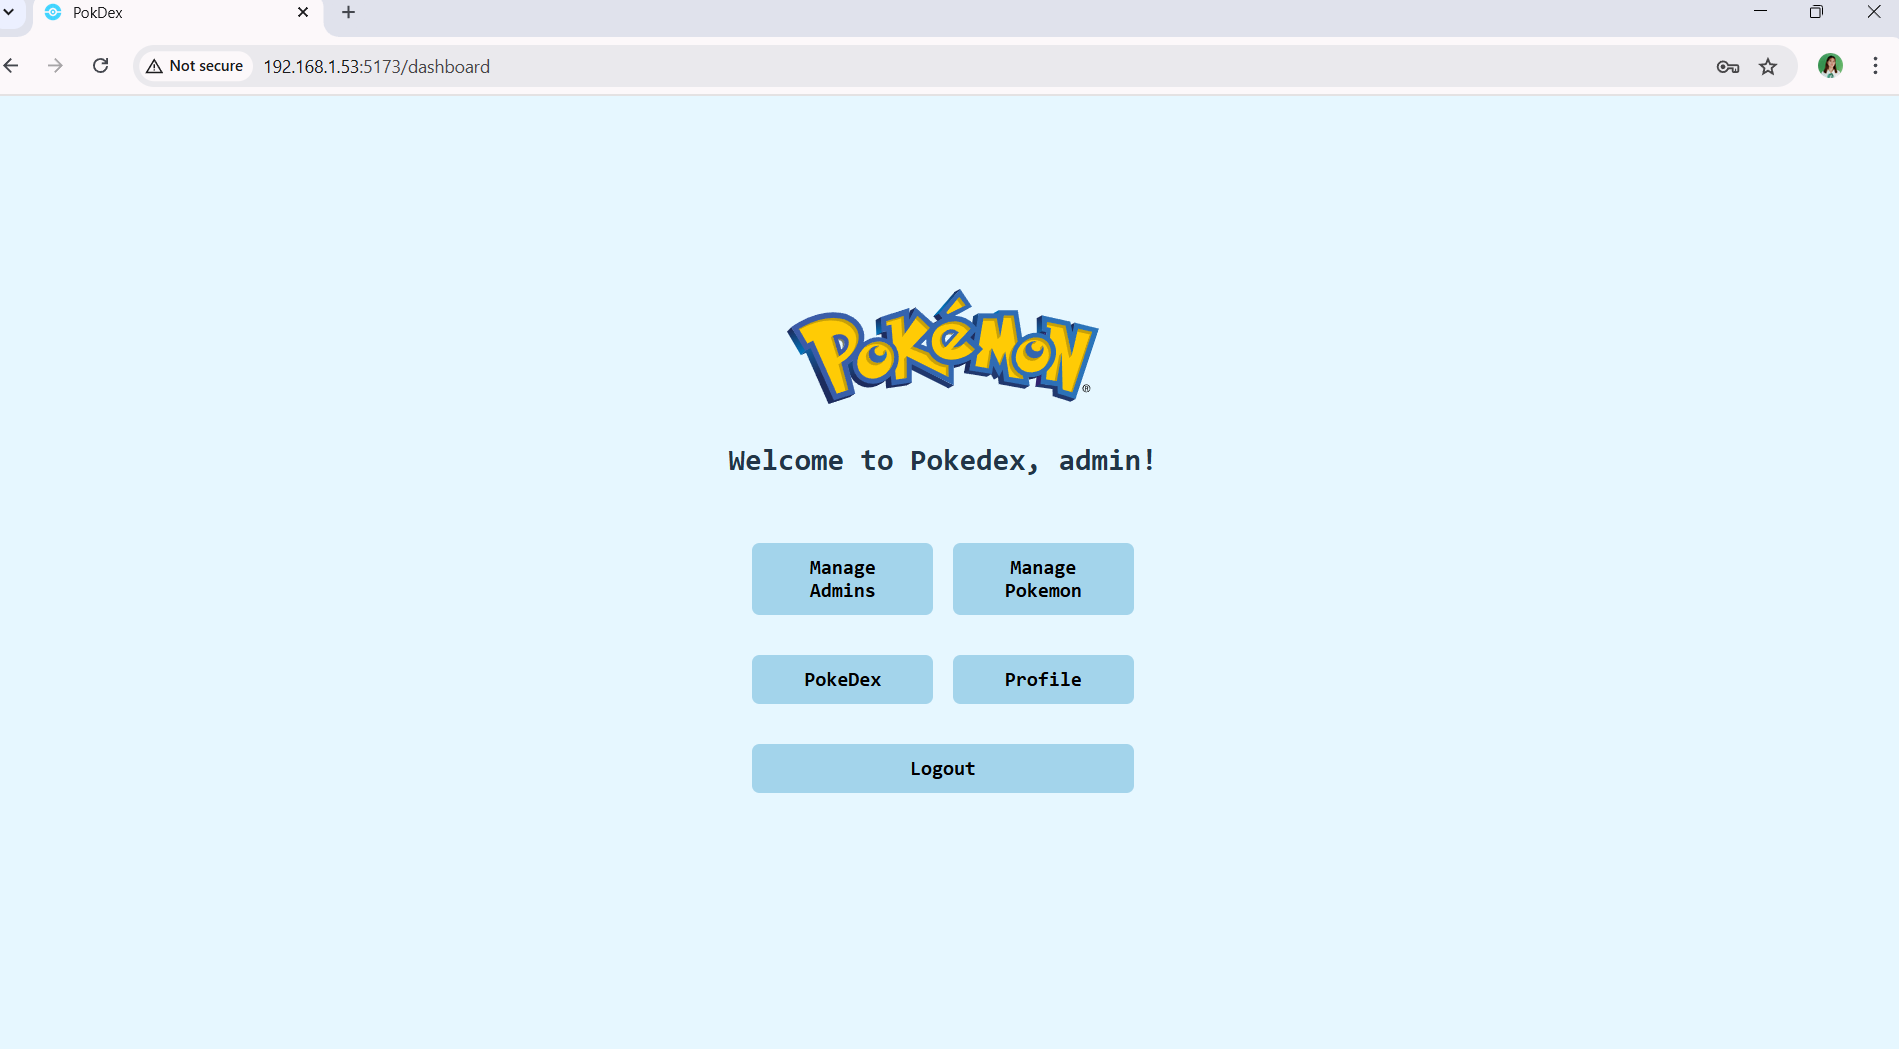 PokDex
Not secure
192.168.1.53:5173/dashboard
POKéMON
®
Welcome to Pokedex, admin!
Manage
Admins
Manage
Pokemon
PokeDex
Profile
Logout